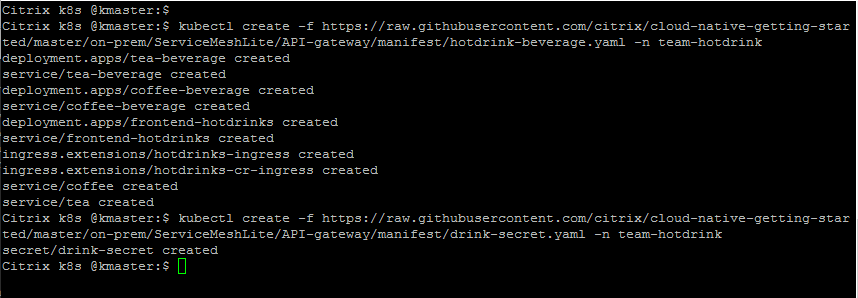 Citrix k8s @kmaster:$
Citrix k8s @kmaster:$ kubectl create -f https://raw.githubusercontent.com/citrix/cloud-native-getting-star
ted/master/on-prem/ServiceMeshLite/API-gateway/manifest/hotdrink-beverage.yaml -n team-hotdrink
deployment.apps/tea-beverage created
service/tea-beverage created
deployment.apps/coffee-beverage created
service/coffee-beverage created
deployment.apps/frontend-hotdrinks created
service/frontend-hotdrinks created
ingress.extensions/hotdrinks-ingress created
ingress.extensions/hotdrinks-cr-ingress created
service/coffee created
service/tea created
Citrix k8s @kmaster:$ kubectl create -f https://raw.githubusercontent.com/citrix/cloud-native-getting-star
ted/master/on-prem/ServiceMeshLite/API-gateway/manifest/drink-secret.yaml -n team-hotdrink
secret/drink-secret created
Citrix k8s @kmaster:$